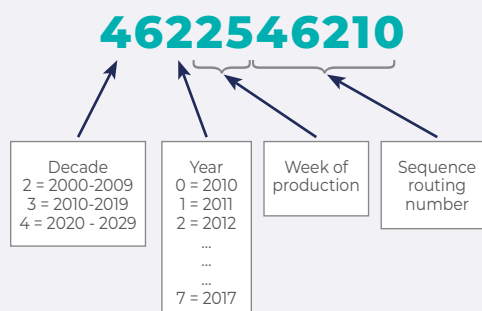 4622546210
Decade
2 = 2000-2009
3 = 2010-2019
4 = 2020 - 2029
Year
0 = 2010
1 = 2011
2 = 2012
...
...
...
7 = 2017
Week of
production
Sequence
routing
number